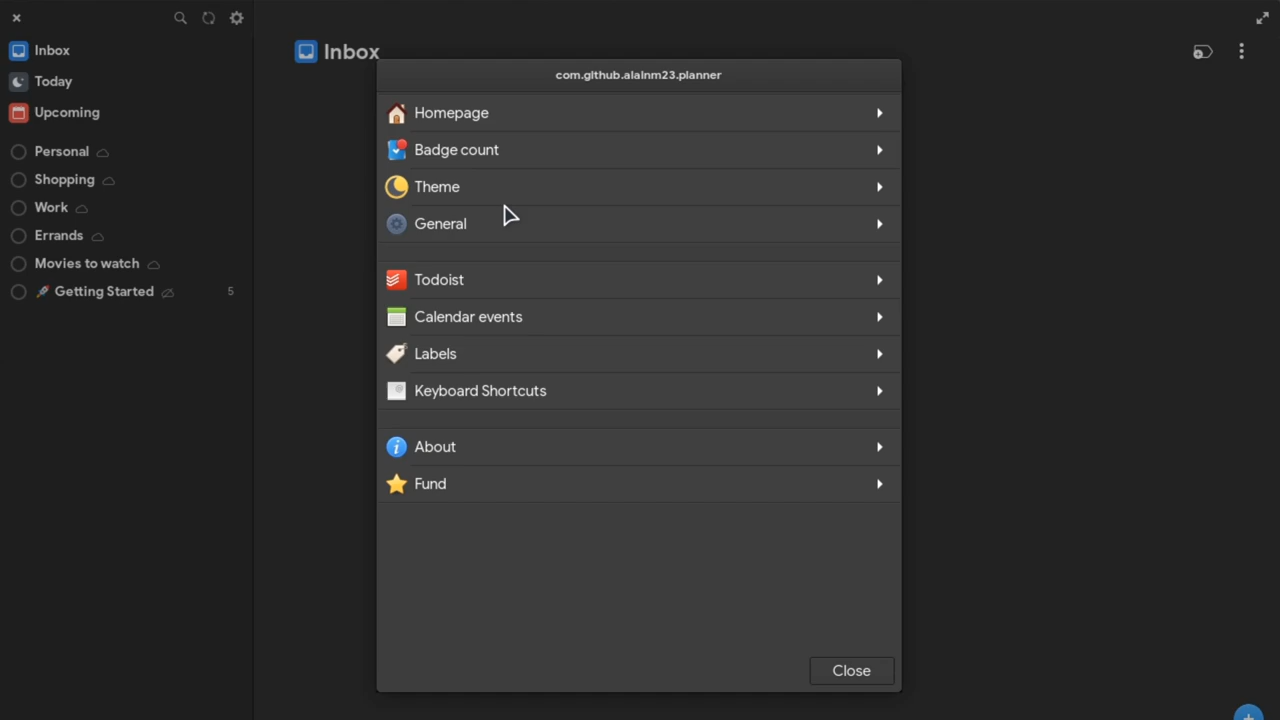 Inbox
Today
Upcoming
Personal
Shopping
Work
Errands
Movies to watch
🚀 Getting Started 5
Inbox
com.github.alainm23.planner
Homepage
Badge count
Theme
General
Todoist
Calendar events
Labels
Keyboard Shortcuts
About
Fund
Close